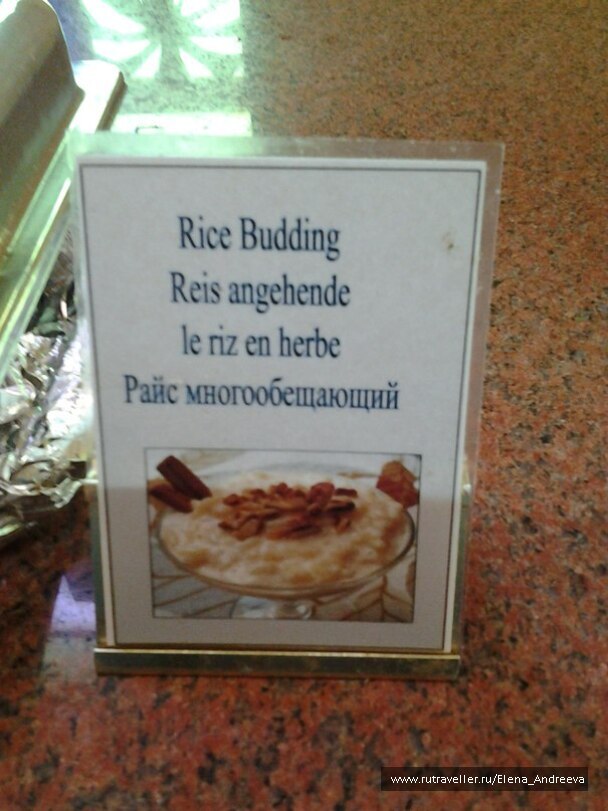 Rice Budding
Reis angehende
le riz en herbe
Райс многообещающий
www.rutraveller.ru/Elena_Andreeva